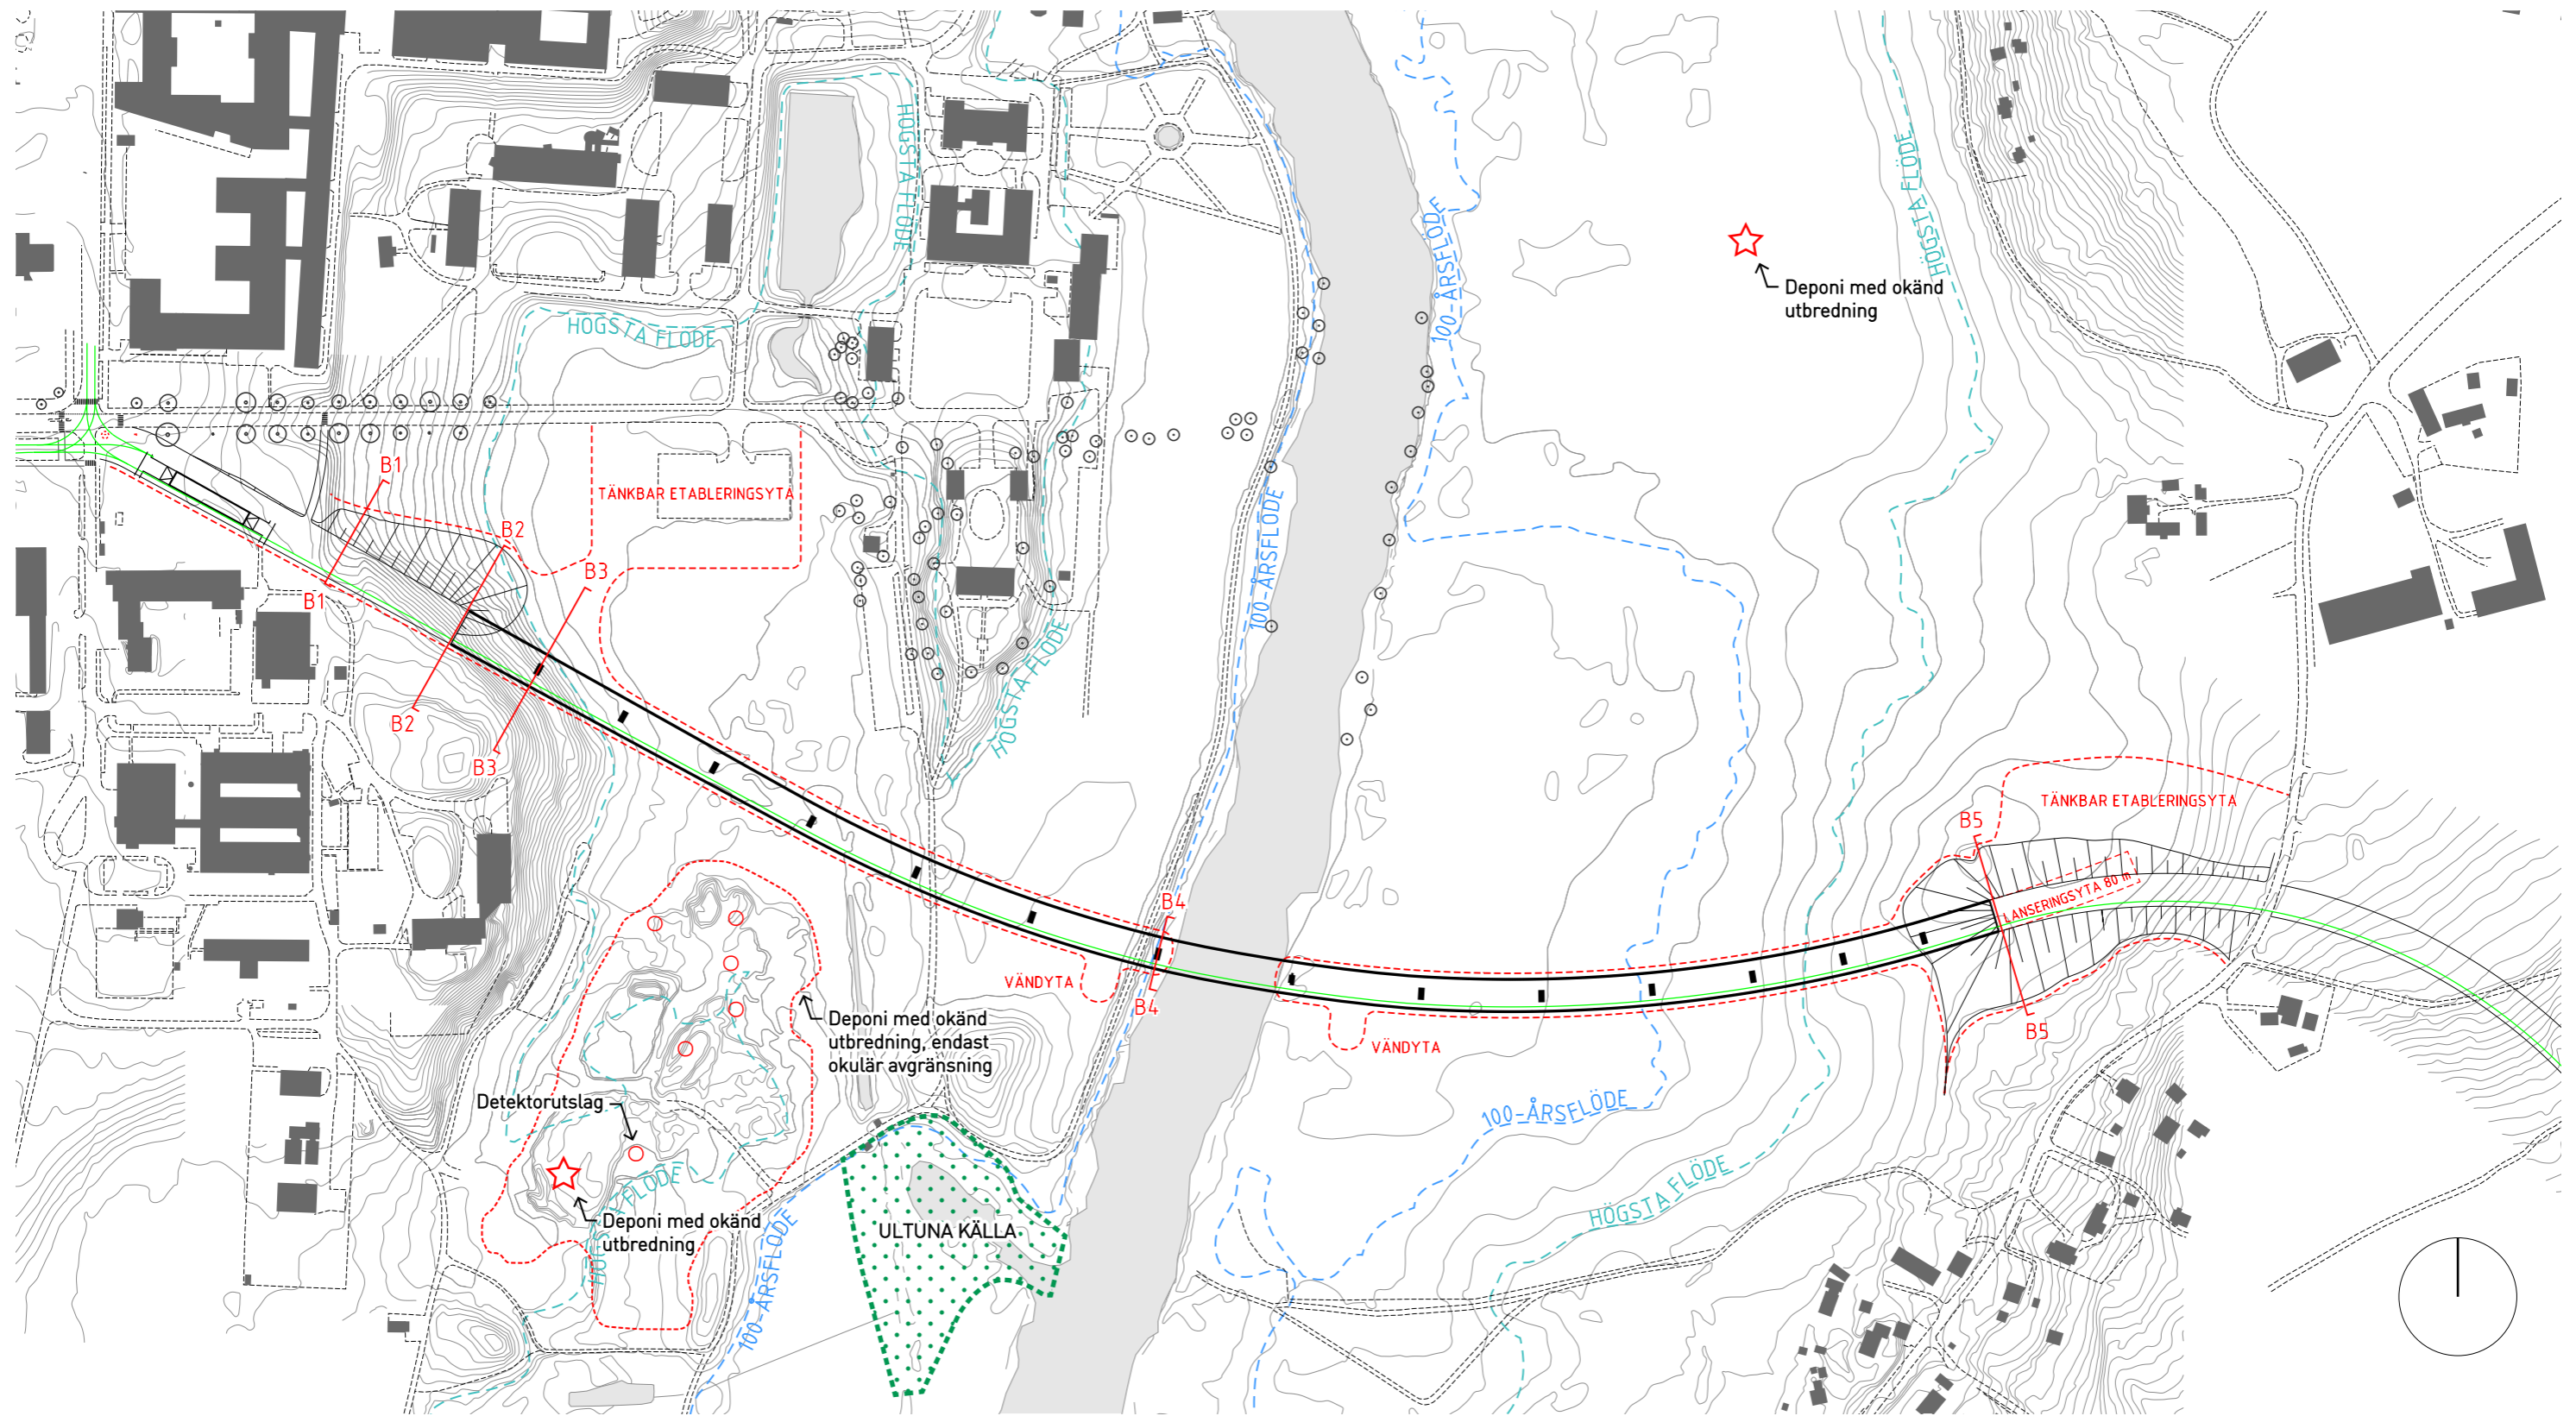 HÖGSTA FLÖDE
HÖGSTA FLÖDE
100-ÅRSFLÖDE
Deponi med okänd
utbredning
HÖGSTA FLÖDE
B1
TÄNKBAR ETABLERINGSYTA
B2
100-ÅRSFLÖDE
B3
B1
HÖGSTA FLÖDE
B2
B3
TÄNKBAR ETABLERINGSYTA
B5
LANSERINGSYTA 80 m
B4
VÄNDYTA
B4
Deponi med okänd
utbredning, endast
okulär avgränsning
VÄNDYTA
B5
Detektorutslag
100-ÅRSFLÖDE
HÖGSTA FLÖDE
HÖGSTA FLÖDE
Deponi med okänd
utbredning
ULTUNA KÄLLA
100-ÅRSFLÖDE